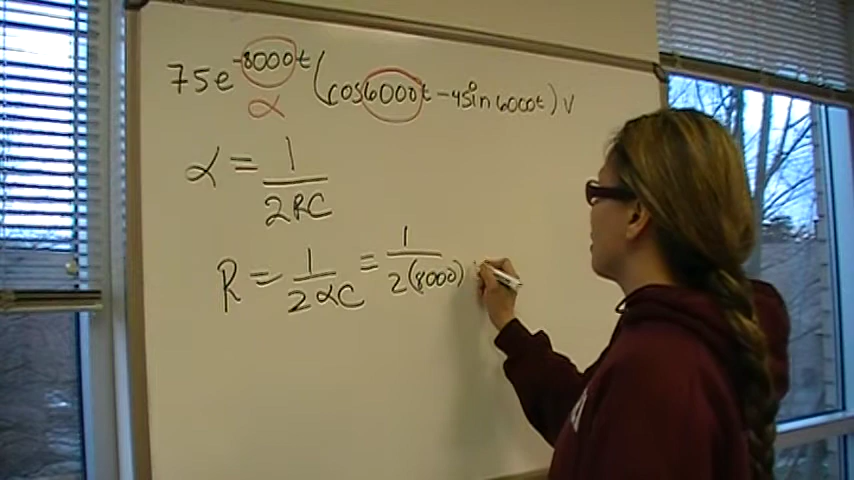 75e^-8000t (cos6000t - 4sin6000t) V
α
α = 1/2RC
R = 1/2αC = 1/2(8000)